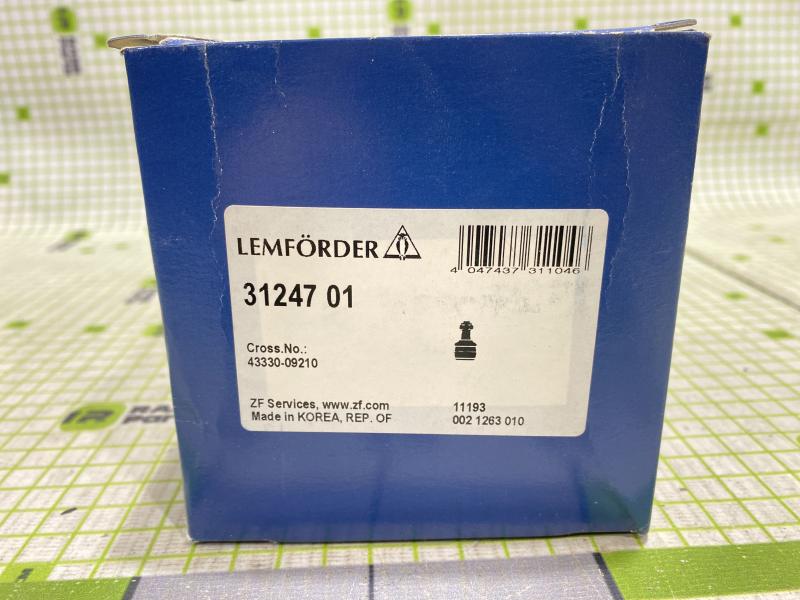 LEMFÖRDER
4 047437 311046
31247 01
Cross.No.:
43330-09210
ZF Services, www.zf.com
Made in KOREA, REP. OF
11193
002 1263 010